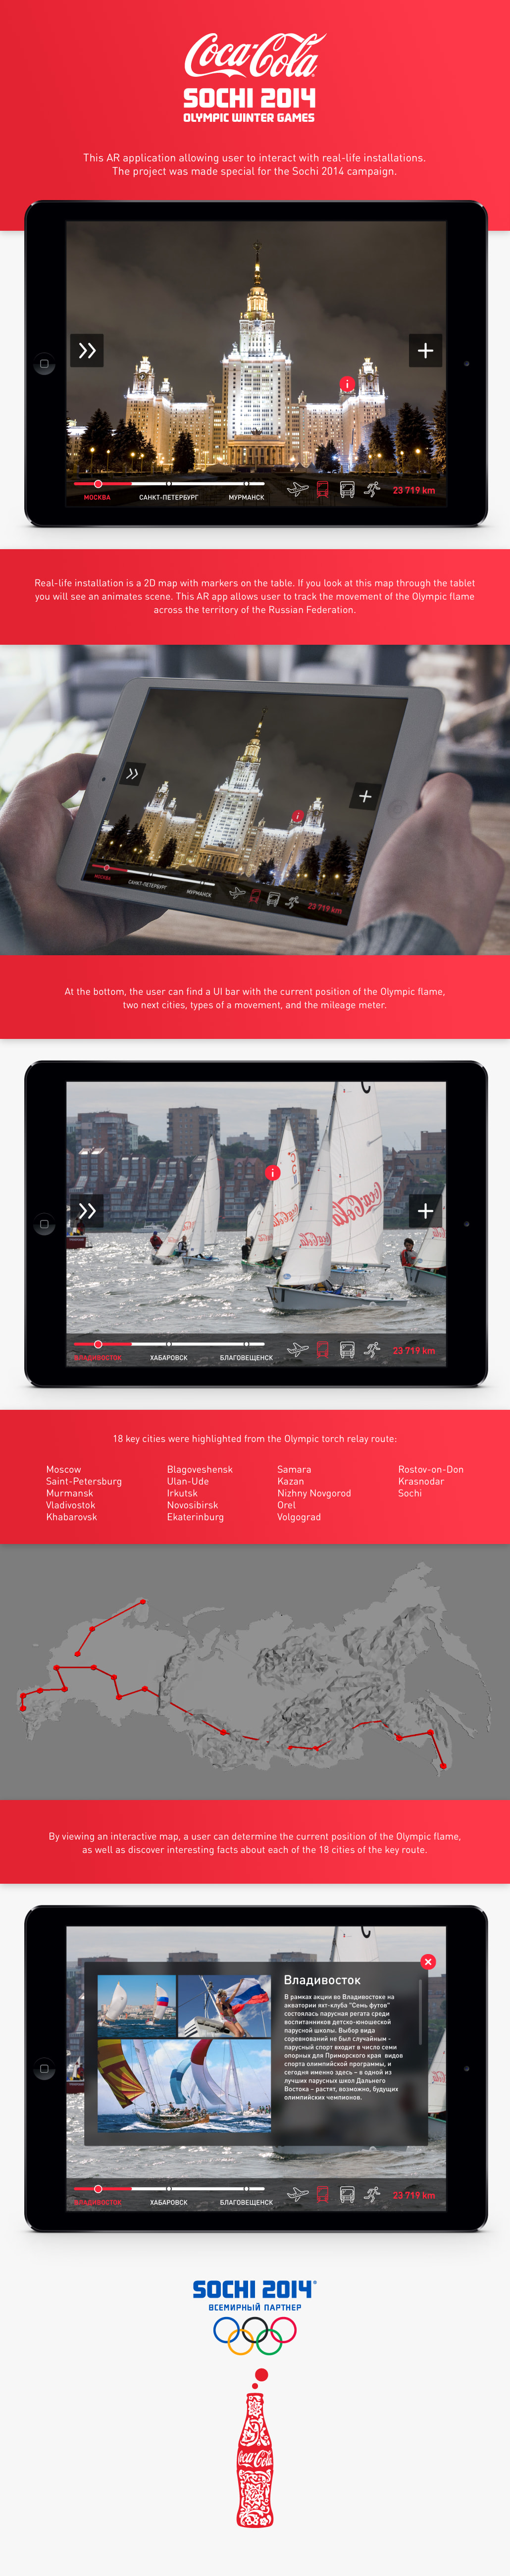 Coca-Cola
SOCHI 2014
OLYMPIC WINTER GAMES
This AR application allowing user to interact with real-life installations.
The project was made special for the Sochi 2014 campaign.
i
МОСКВА САНКТ-ПЕТЕРБУРГ МУРМАНСК 23 719 km
Real-life installation is a 2D map with markers on the table. If you look at this map through the tablet
you will see an animates scene. This AR app allows user to track the movement of the Olympic flame
across the territory of the Russian Federation.
i
МОСКВА САНКТ-ПЕТЕРБУРГ МУРМАНСК 23 719 km
At the bottom, the user can find a UI bar with the current position of the Olympic flame,
two next cities, types of a movement, and the mileage meter.
i
Coca-Cola
Coca-Cola
Coca-Cola
ВЛАДИВОСТОК ХАБАРОВСК БЛАГОВЕЩЕНСК 23 719 km
18 key cities were highlighted from the Olympic torch relay route:
Moscow
Saint-Petersburg
Murmansk
Vladivostok
Khabarovsk
Blagoveshensk
Ulan-Ude
Irkutsk
Novosibirsk
Ekaterinburg
Samara
Kazan
Nizhny Novgorod
Orel
Volgograd
Rostov-on-Don
Krasnodar
Sochi
By viewing an interactive map, a user can determine the current position of the Olympic flame,
as well as discover interesting facts about each of the 18 cities of the key route.
Владивосток
В рамках акции во Владивостоке на
акватории яхт-клуба "Семь футов"
состоялась парусная регата среди
воспитанников детско-юношеской
парусной школы. Выбор вида
соревнований не был случайным -
парусный спорт входит в число семи
опорных для Приморского края видов
спорта олимпийской программы, и
сегодня именно здесь – в одной из
лучших парусных школ Дальнего
Востока – растят, возможно, будущих
олимпийских чемпионов.
ВЛАДИВОСТОК ХАБАРОВСК БЛАГОВЕЩЕНСК 23 719 km
SOCHI 2014®
ВСЕМИРНЫЙ ПАРТНЕР
Coca-Cola